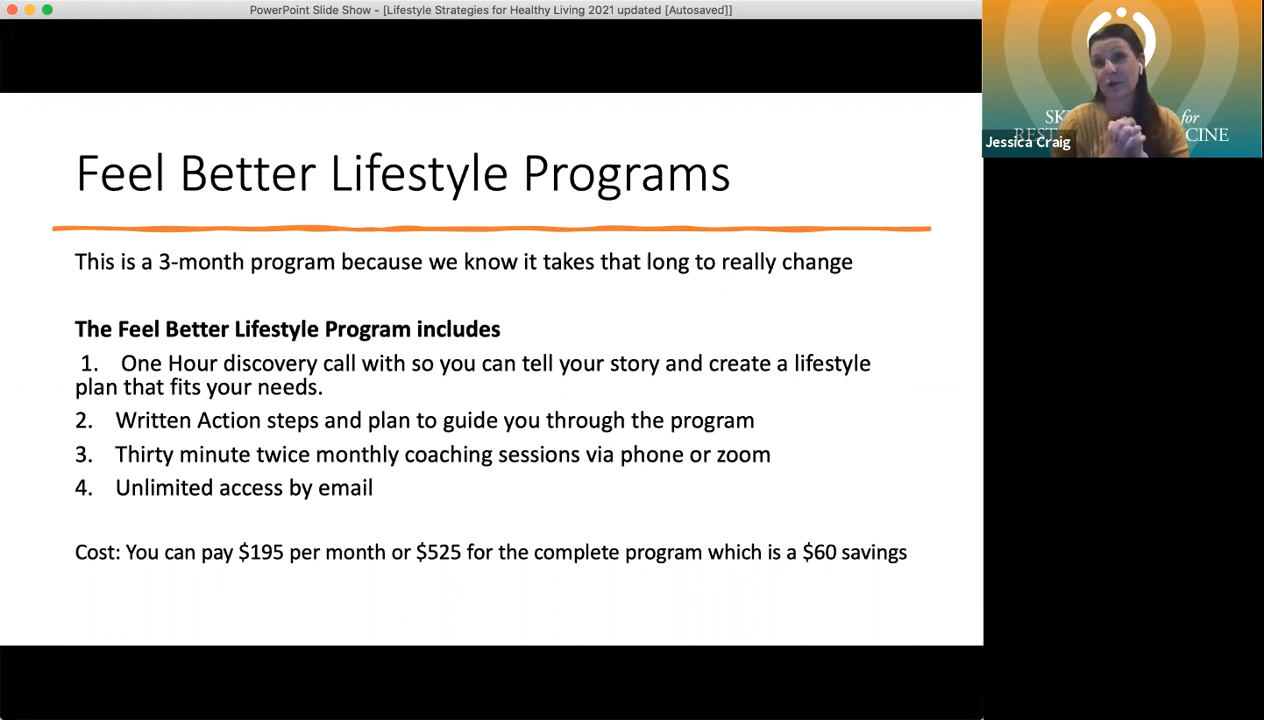 PowerPoint Slide Show - [Lifestyle Strategies for Healthy Living 2021 updated [Autosaved]]
for
CINE
Jessica Craig
Feel Better Lifestyle Programs
This is a 3-month program because we know it takes that long to really change
The Feel Better Lifestyle Program includes
1. One Hour discovery call with so you can tell your story and create a lifestyle
plan that fits your needs.
2. Written Action steps and plan to guide you through the program
3. Thirty minute twice monthly coaching sessions via phone or zoom
4. Unlimited access by email
Cost: You can pay $195 per month or $525 for the complete program which is a $60 savings